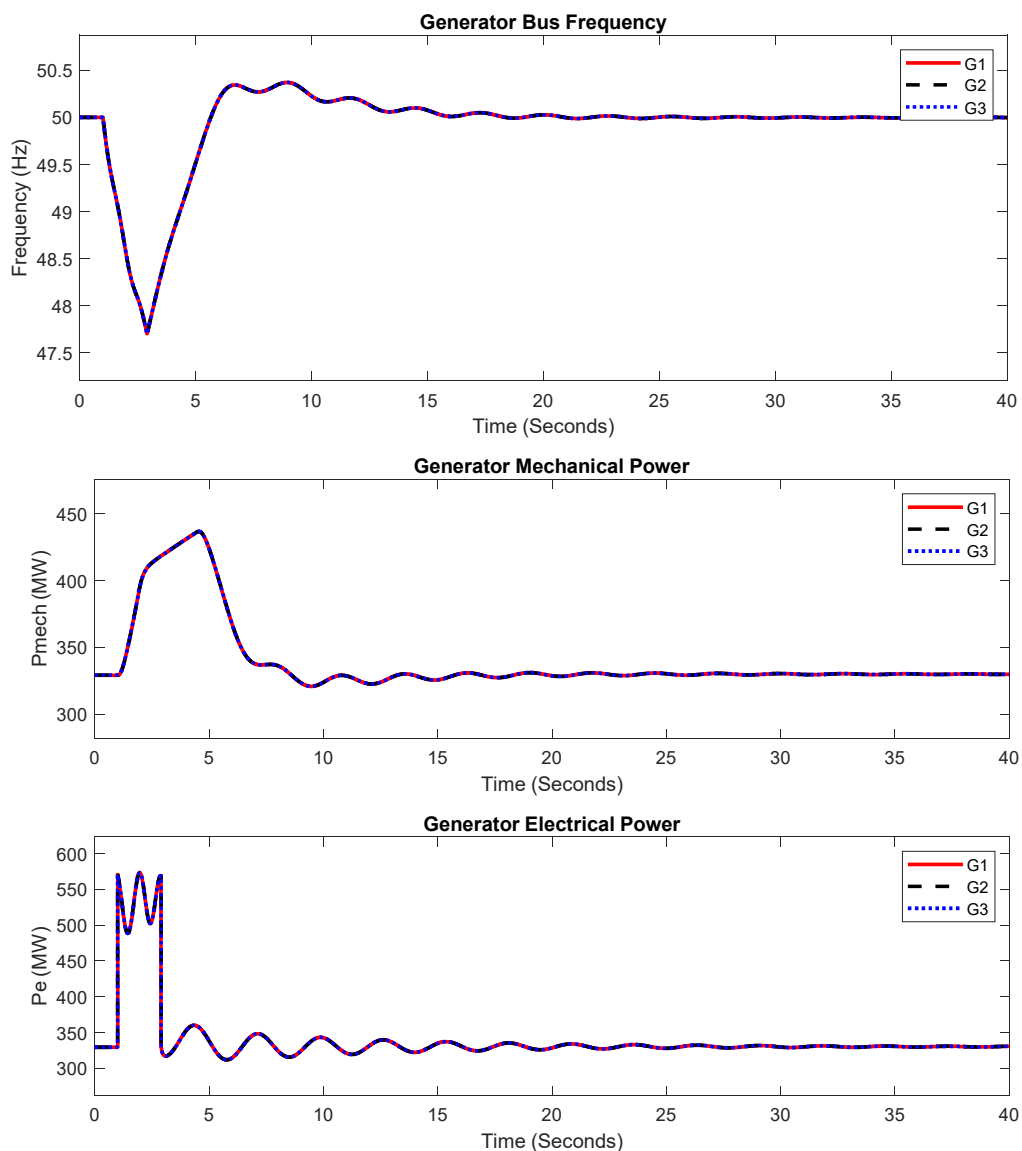 Generator Bus Frequency
Frequency (Hz)
50.5
50
49.5
49
48.5
48
47.5
G1
G2
G3
0 5 10 15 20 25 30 35 40
Time (Seconds)
Generator Mechanical Power
Pmech (MW)
450
400
350
300
G1
G2
G3
0 5 10 15 20 25 30 35 40
Time (Seconds)
Generator Electrical Power
Pe (MW)
600
550
500
450
400
350
300
G1
G2
G3
0 5 10 15 20 25 30 35 40
Time (Seconds)